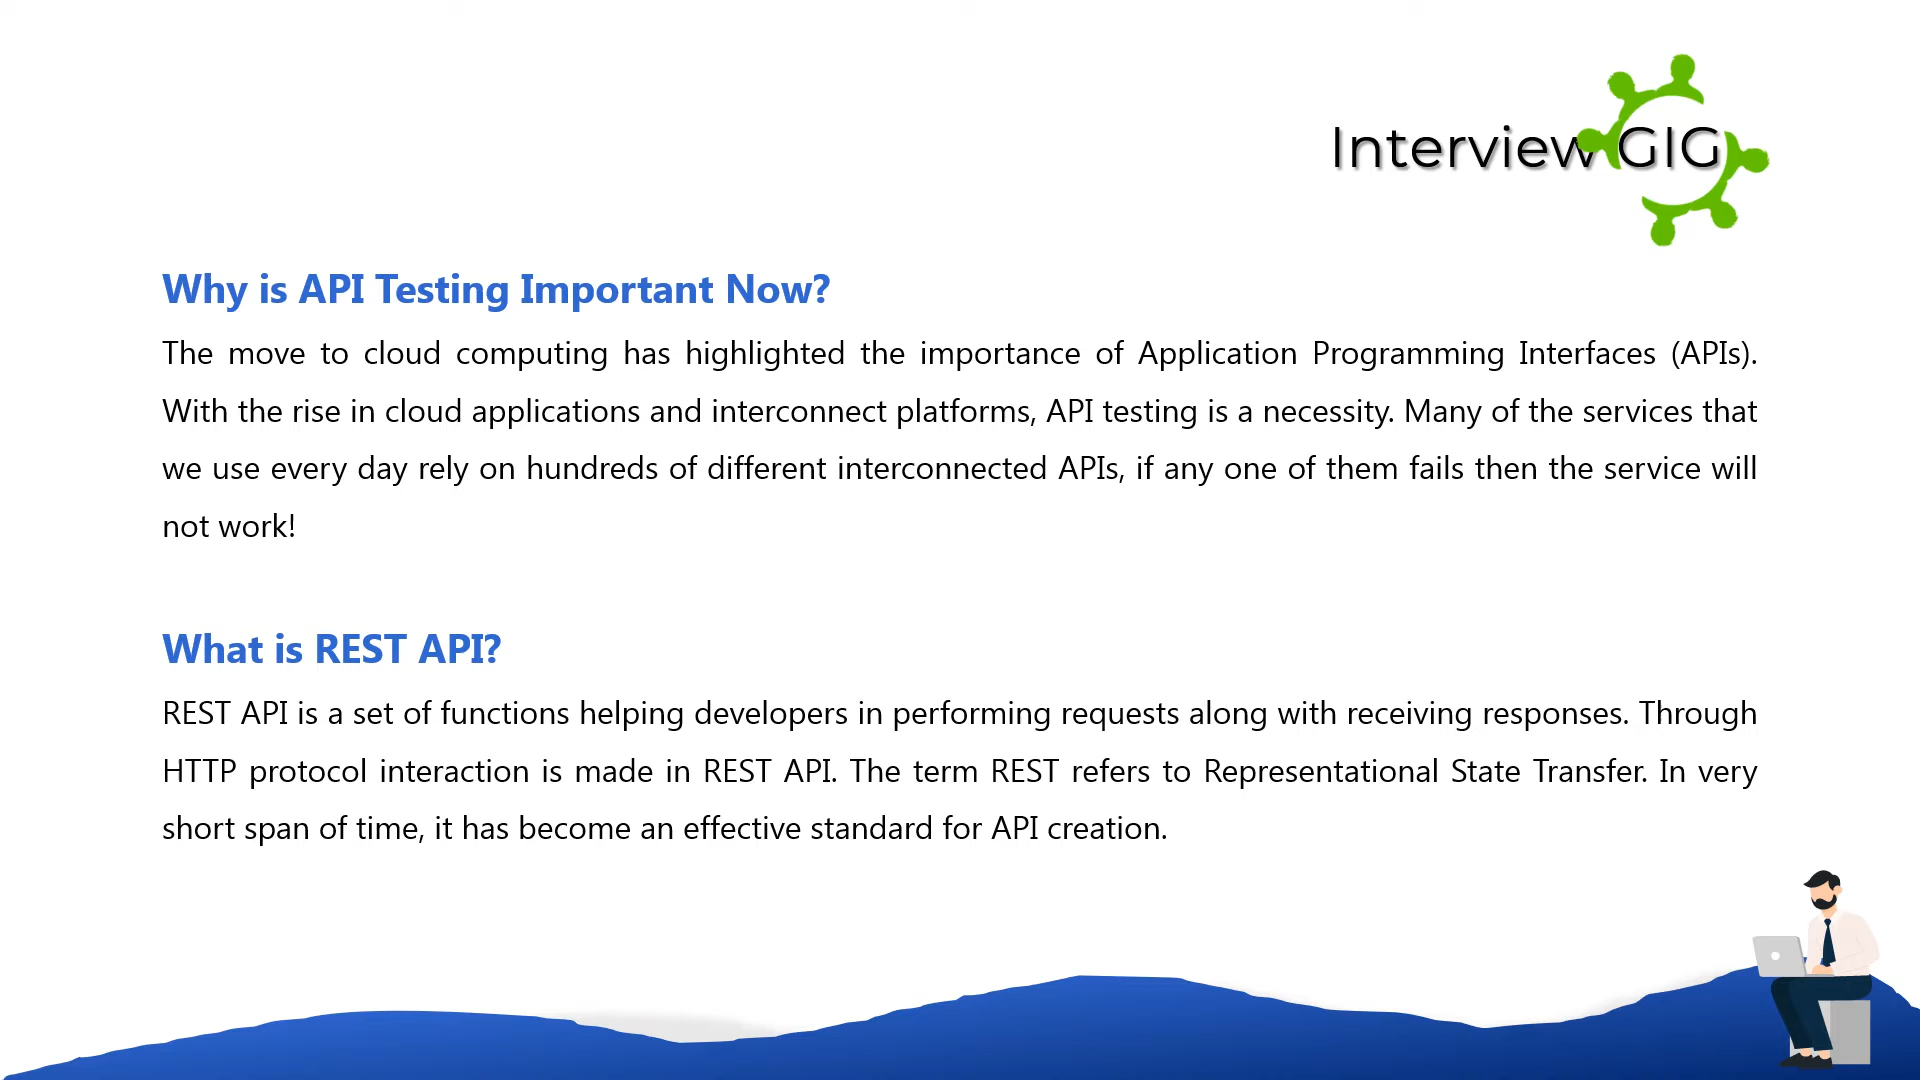 Interview GIG
Why is API Testing Important Now?
The move to cloud computing has highlighted the importance of Application Programming Interfaces (APIs).
With the rise in cloud applications and interconnect platforms, API testing is a necessity. Many of the services that
we use every day rely on hundreds of different interconnected APIs, if any one of them fails then the service will
not work!
What is REST API?
REST API is a set of functions helping developers in performing requests along with receiving responses. Through
HTTP protocol interaction is made in REST API. The term REST refers to Representational State Transfer. In very
short span of time, it has become an effective standard for API creation.